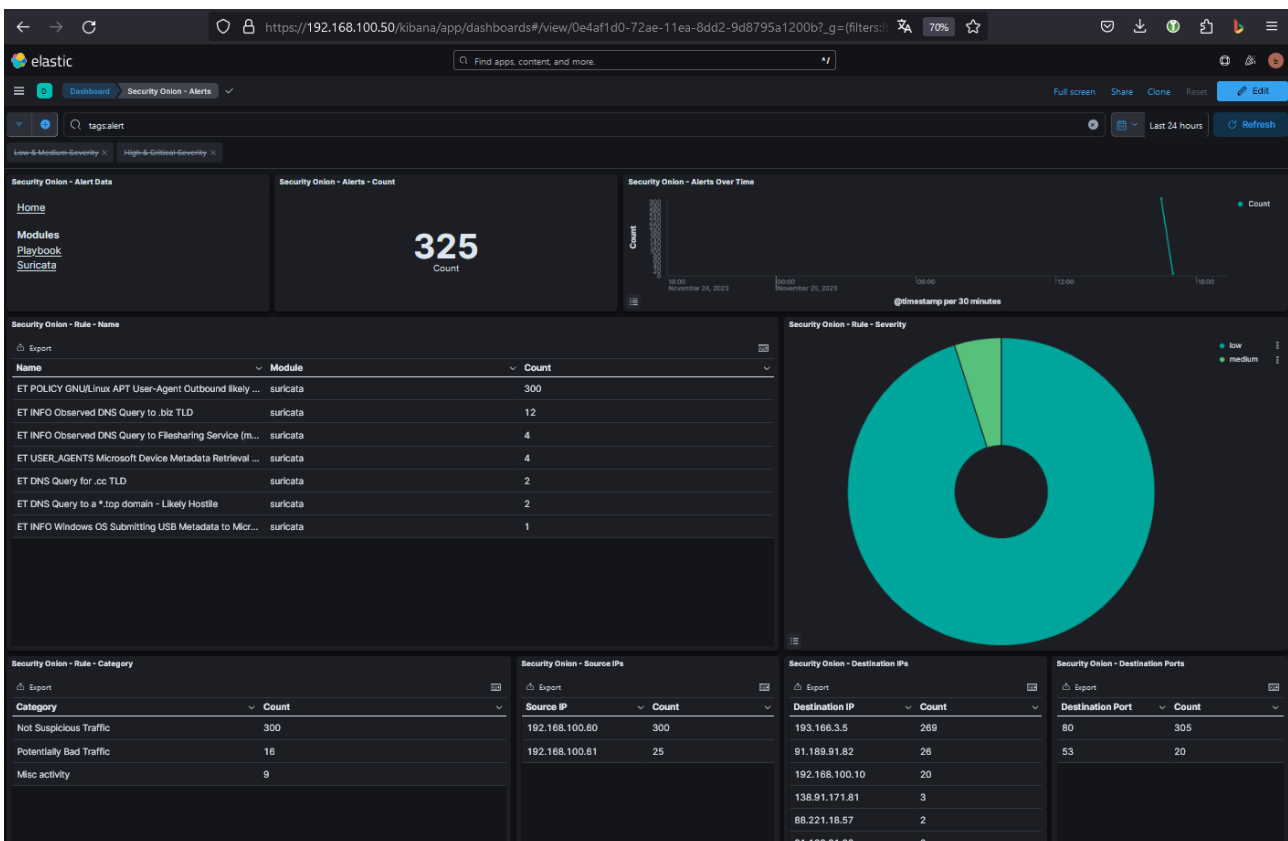 https://192.168.100.50/kibana/app/dashboards#/view/0e4af1d0-72ae-11ea-8dd2-9d8795a1200b?_g=(filters:!
70%
elastic
Find apps, content, and more.
^/
D
Dashboard
Security Onion - Alerts
Full screen
Share
Clone
Reset
Edit
tags:alert
Last 24 hours
Refresh
Low & Medium Severity ×
High & Critical Severity ×
Security Onion - Alert Data
Home
Modules
Playbook
Suricata
Security Onion - Alerts - Count
325
Count
Security Onion - Alerts Over Time
Count
18:00
November 24, 2023
00:00
November 25, 2023
06:00
12:00
18:00
@timestamp per 30 minutes
Count
Security Onion - Rule - Name
Export
Name Module Count
ET POLICY GNU/Linux APT User-Agent Outbound likely ... suricata 300
ET INFO Observed DNS Query to .biz TLD suricata 12
ET INFO Observed DNS Query to Filesharing Service (m... suricata 4
ET USER_AGENTS Microsoft Device Metadata Retrieval ... suricata 4
ET DNS Query for .cc TLD suricata 2
ET DNS Query to a *.top domain - Likely Hostile suricata 2
ET INFO Windows OS Submitting USB Metadata to Micr... suricata 1
Security Onion - Rule - Severity
low
medium
Security Onion - Rule - Category
Export
Category Count
Not Suspicious Traffic 300
Potentially Bad Traffic 16
Misc activity 9
Security Onion - Source IPs
Export
Source IP Count
192.168.100.60 300
192.168.100.61 25
Security Onion - Destination IPs
Export
Destination IP Count
193.166.3.5 269
91.189.91.82 26
192.168.100.10 20
138.91.171.81 3
88.221.18.57 2
Security Onion - Destination Ports
Export
Destination Port Count
80 305
53 20